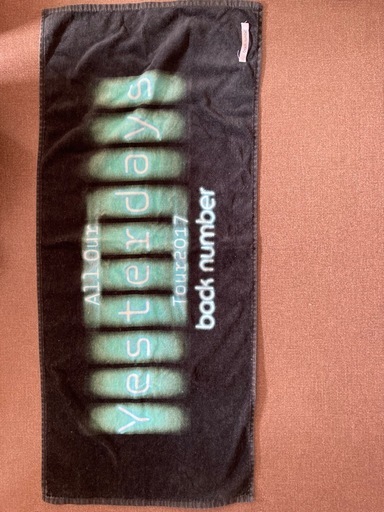 All Our
Yesterdays
Tour2017
back number